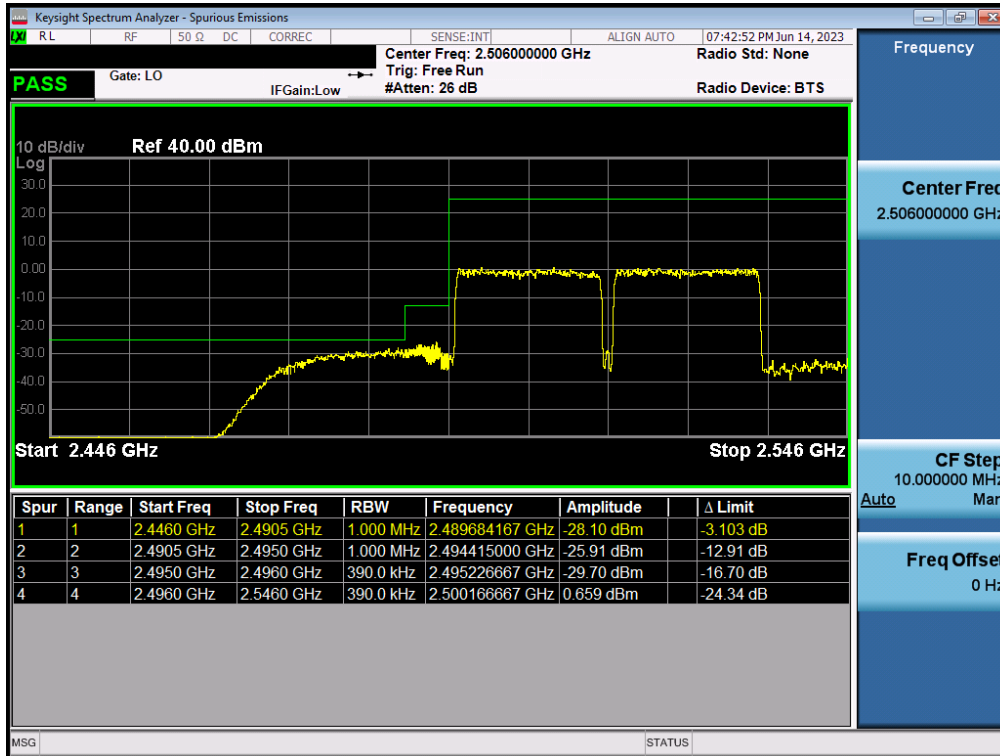 Keysight Spectrum Analyzer - Spurious Emissions
LXI RL RF 50 Ω DC CORREC SENSE:INT ALIGN AUTO 07:42:52 PM Jun 14, 2023
Center Freq: 2.506000000 GHz Radio Std: None
Trig: Free Run
PASS Gate: LO IFGain:Low #Atten: 26 dB Radio Device: BTS
10 dB/div Ref 40.00 dBm
Log
30.0
20.0
10.0
0.00
-10.0
-20.0
-30.0
-40.0
-50.0
Start 2.446 GHz Stop 2.546 GHz
Spur Range Start Freq Stop Freq RBW Frequency Amplitude Δ Limit
1 1 2.4460 GHz 2.4905 GHz 1.000 MHz 2.489684167 GHz -28.10 dBm -3.103 dB
2 2 2.4905 GHz 2.4950 GHz 1.000 MHz 2.494415000 GHz -25.91 dBm -12.91 dB
3 3 2.4950 GHz 2.4960 GHz 390.0 kHz 2.495226667 GHz -29.70 dBm -16.70 dB
4 4 2.4960 GHz 2.5460 GHz 390.0 kHz 2.500166667 GHz 0.659 dBm -24.34 dB
MSG STATUS
Frequency
Center Freq
2.506000000 GHz
CF Step
10.000000 MHz
Auto Man
Freq Offset
0 Hz